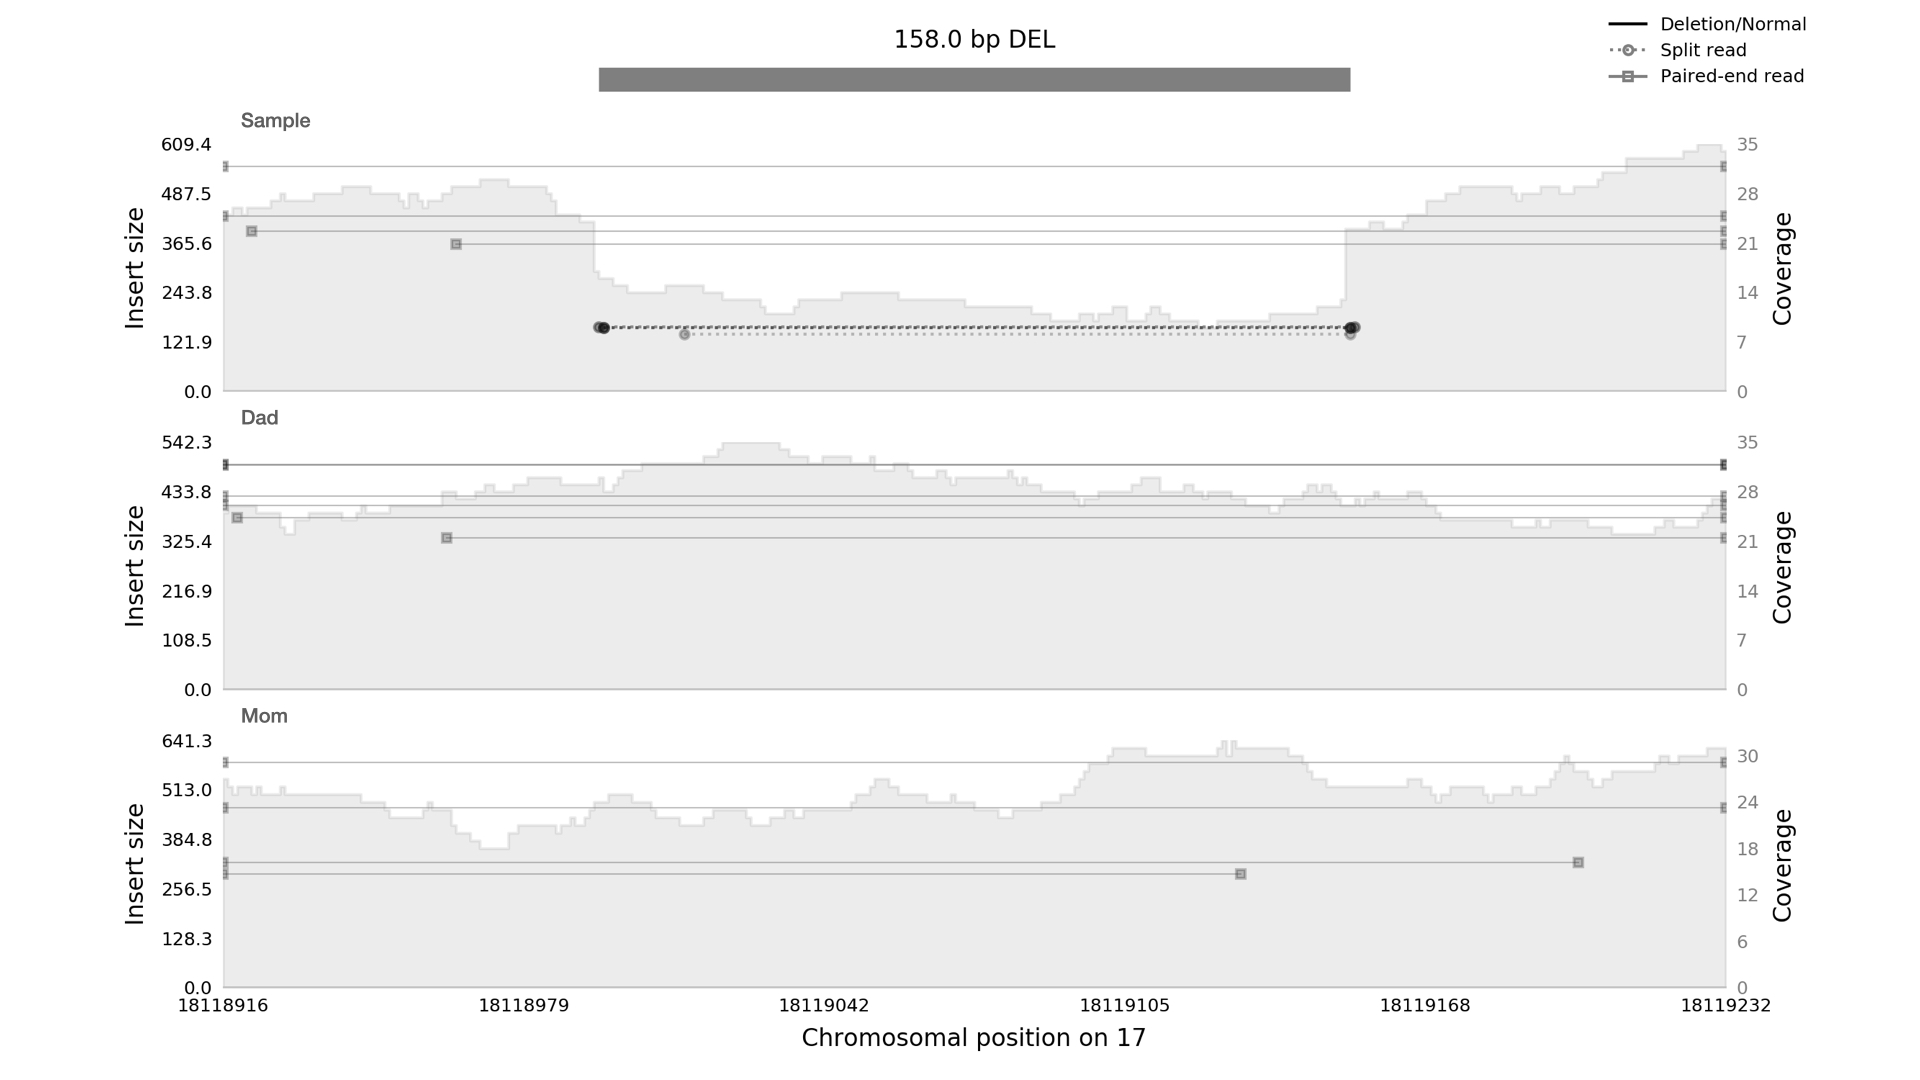 158.0 bp DEL
Deletion/Normal
Split read
Paired-end read
Sample
609.4
487.5
365.6
243.8
121.9
0.0
Insert size
35
28
21
14
7
0
Coverage
Dad
542.3
433.8
325.4
216.9
108.5
0.0
Insert size
35
28
21
14
7
0
Coverage
Mom
641.3
513.0
384.8
256.5
128.3
0.0
Insert size
30
24
18
12
6
0
Coverage
18118916 18118979 18119042 18119105 18119168 18119232
Chromosomal position on 17